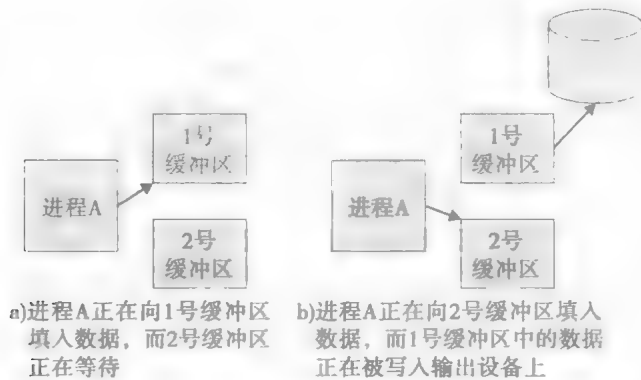 1号
缓冲区
进程A
2号
缓冲区
1号
缓冲区
进程A
2号
缓冲区
a)进程A正在向1号缓冲区
填入数据，而2号缓冲区
正在等待
b)进程A正在向2号缓冲区填入
数据，而1号缓冲区中的数据
正在被写入输出设备上